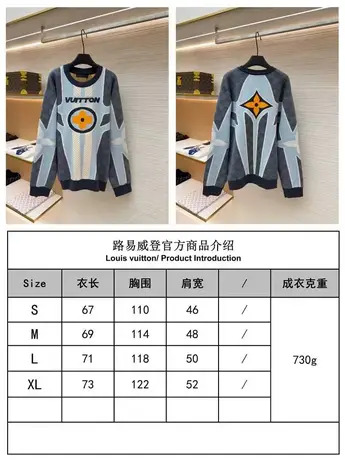 VUITTON
路易威登官方商品介绍
Louis vuitton/ Product Introduction
Size 衣长 胸围 肩宽 / 成衣克重
S 67 110 46 /
M 69 114 48 /
L 71 118 50 / 730g
XL 73 122 52 /
/